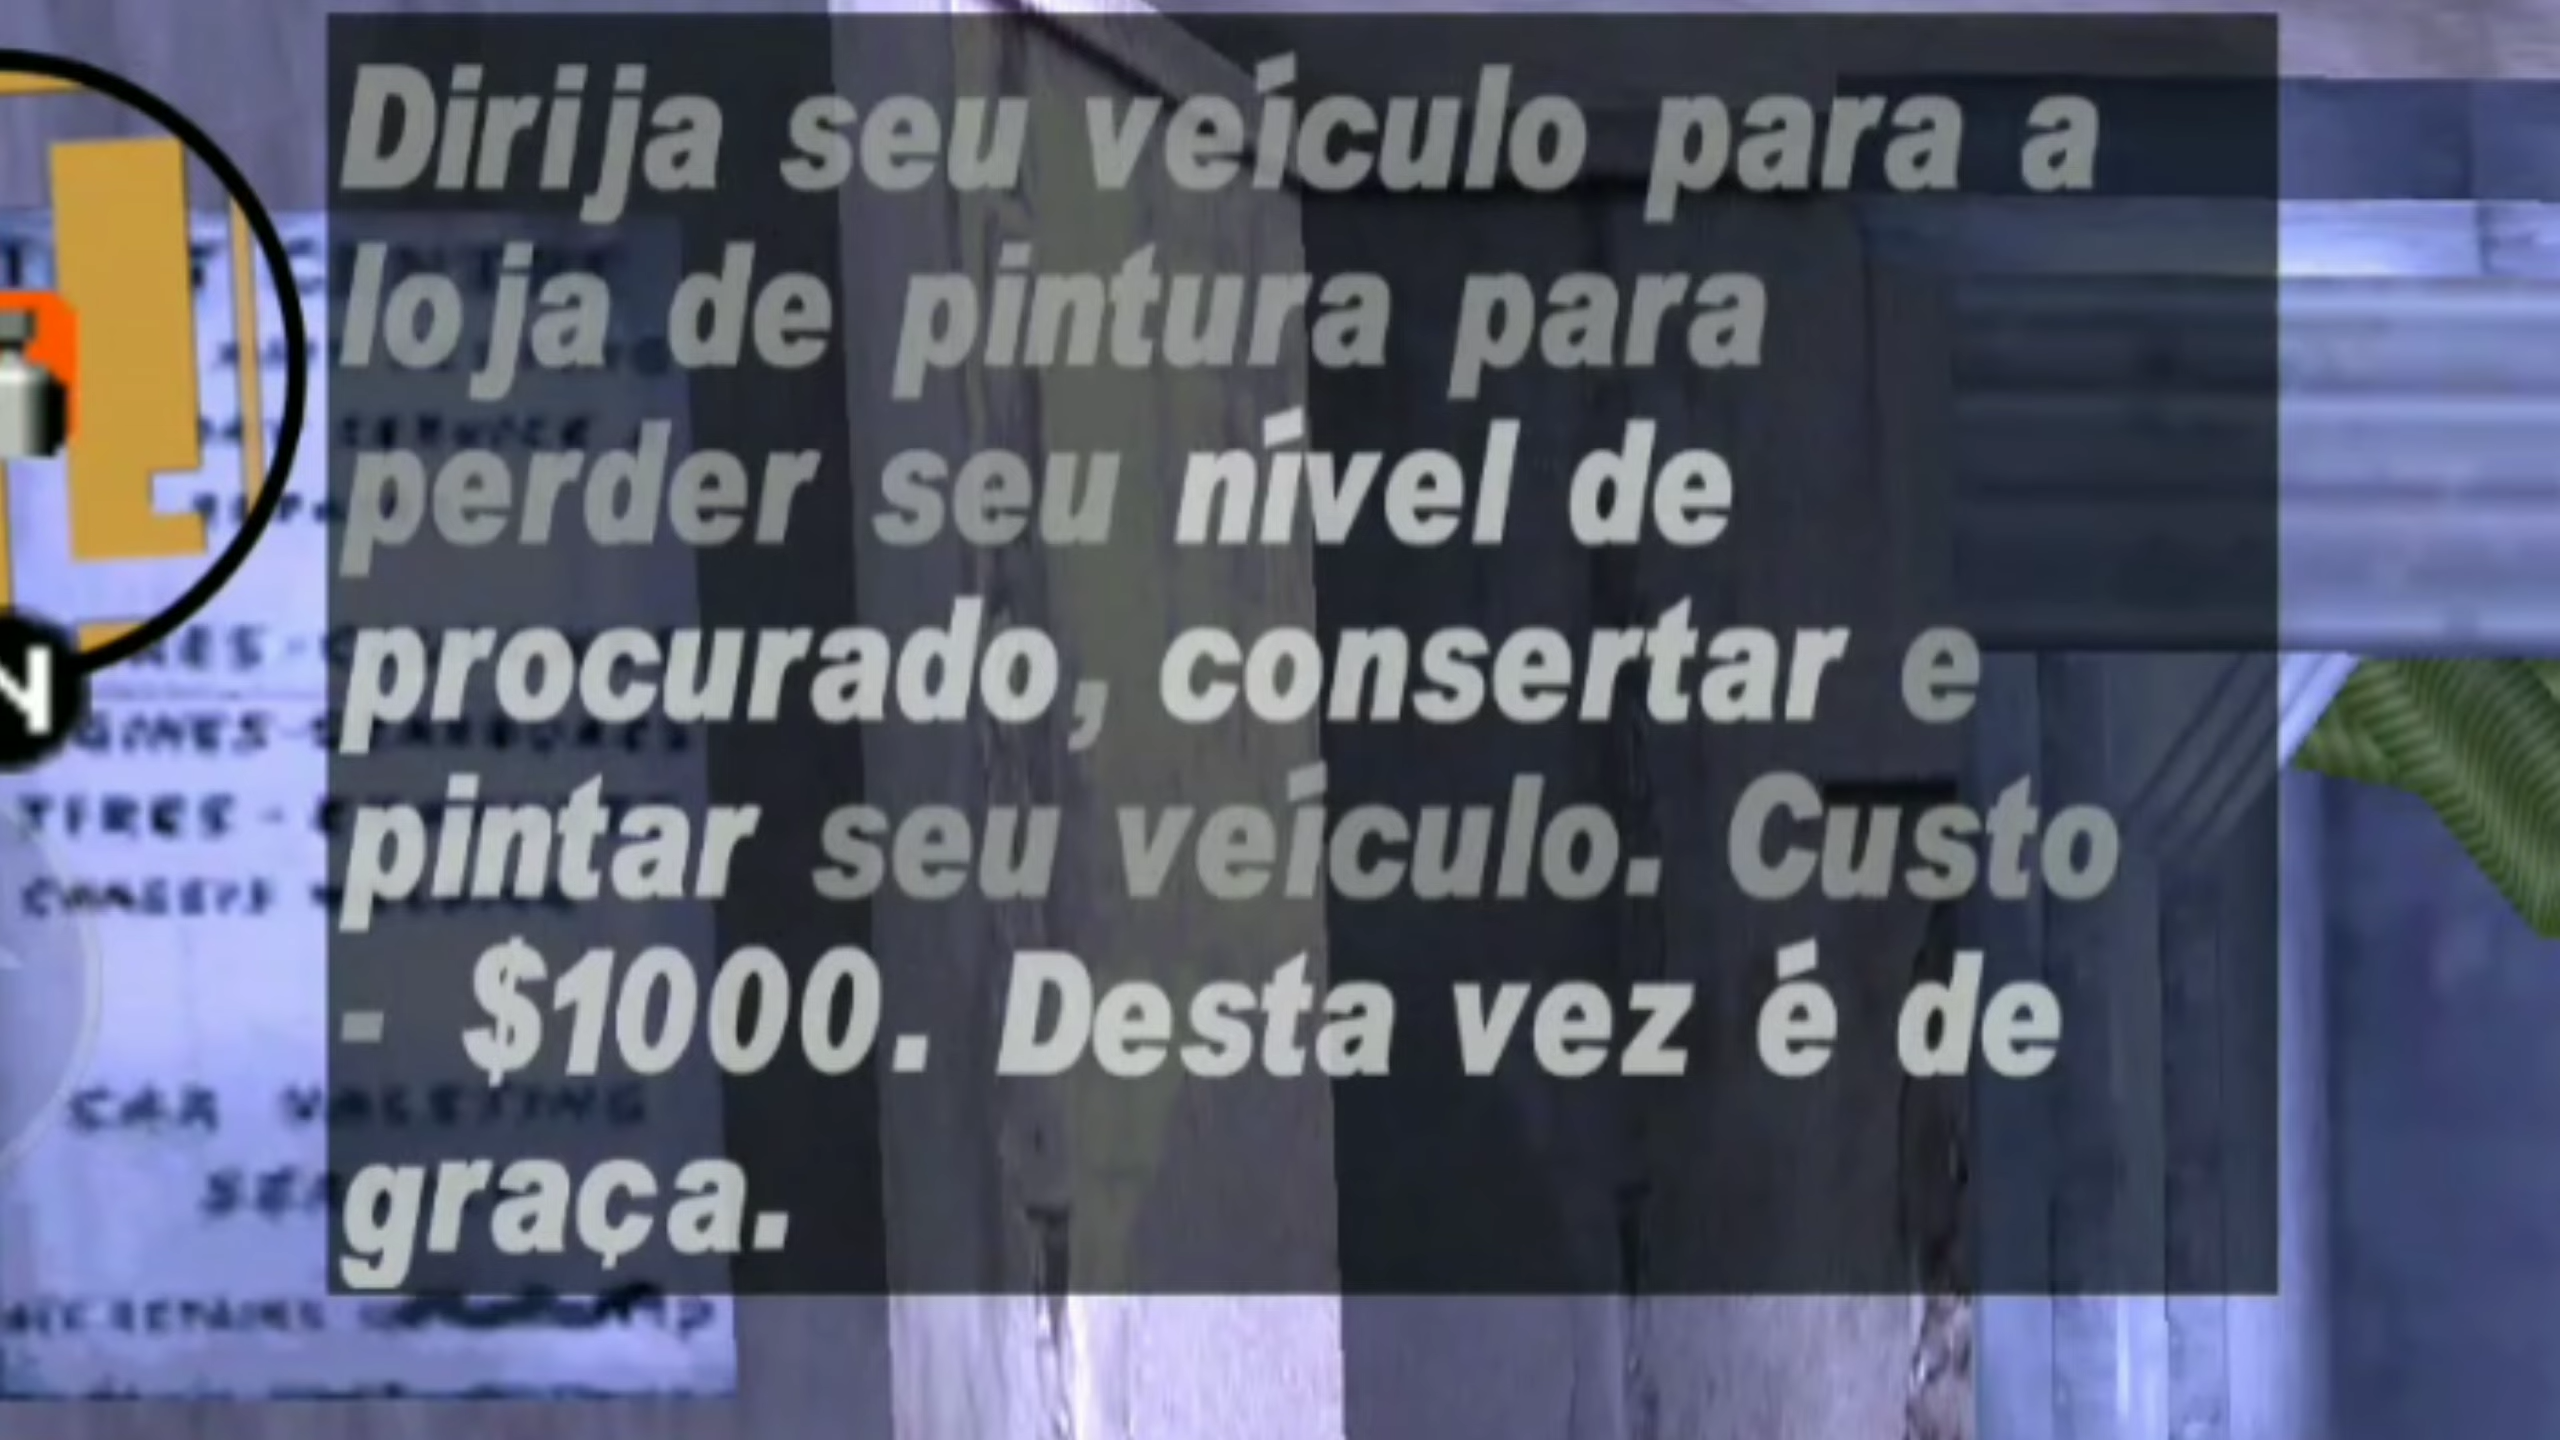 Dirija seu veículo para a
loja de pintura para
perder seu nível de
procurado, consertar e
pintar seu veículo. Custo
- $1000. Desta vez é de
graça.
N
TIRES -
CAR VALETING